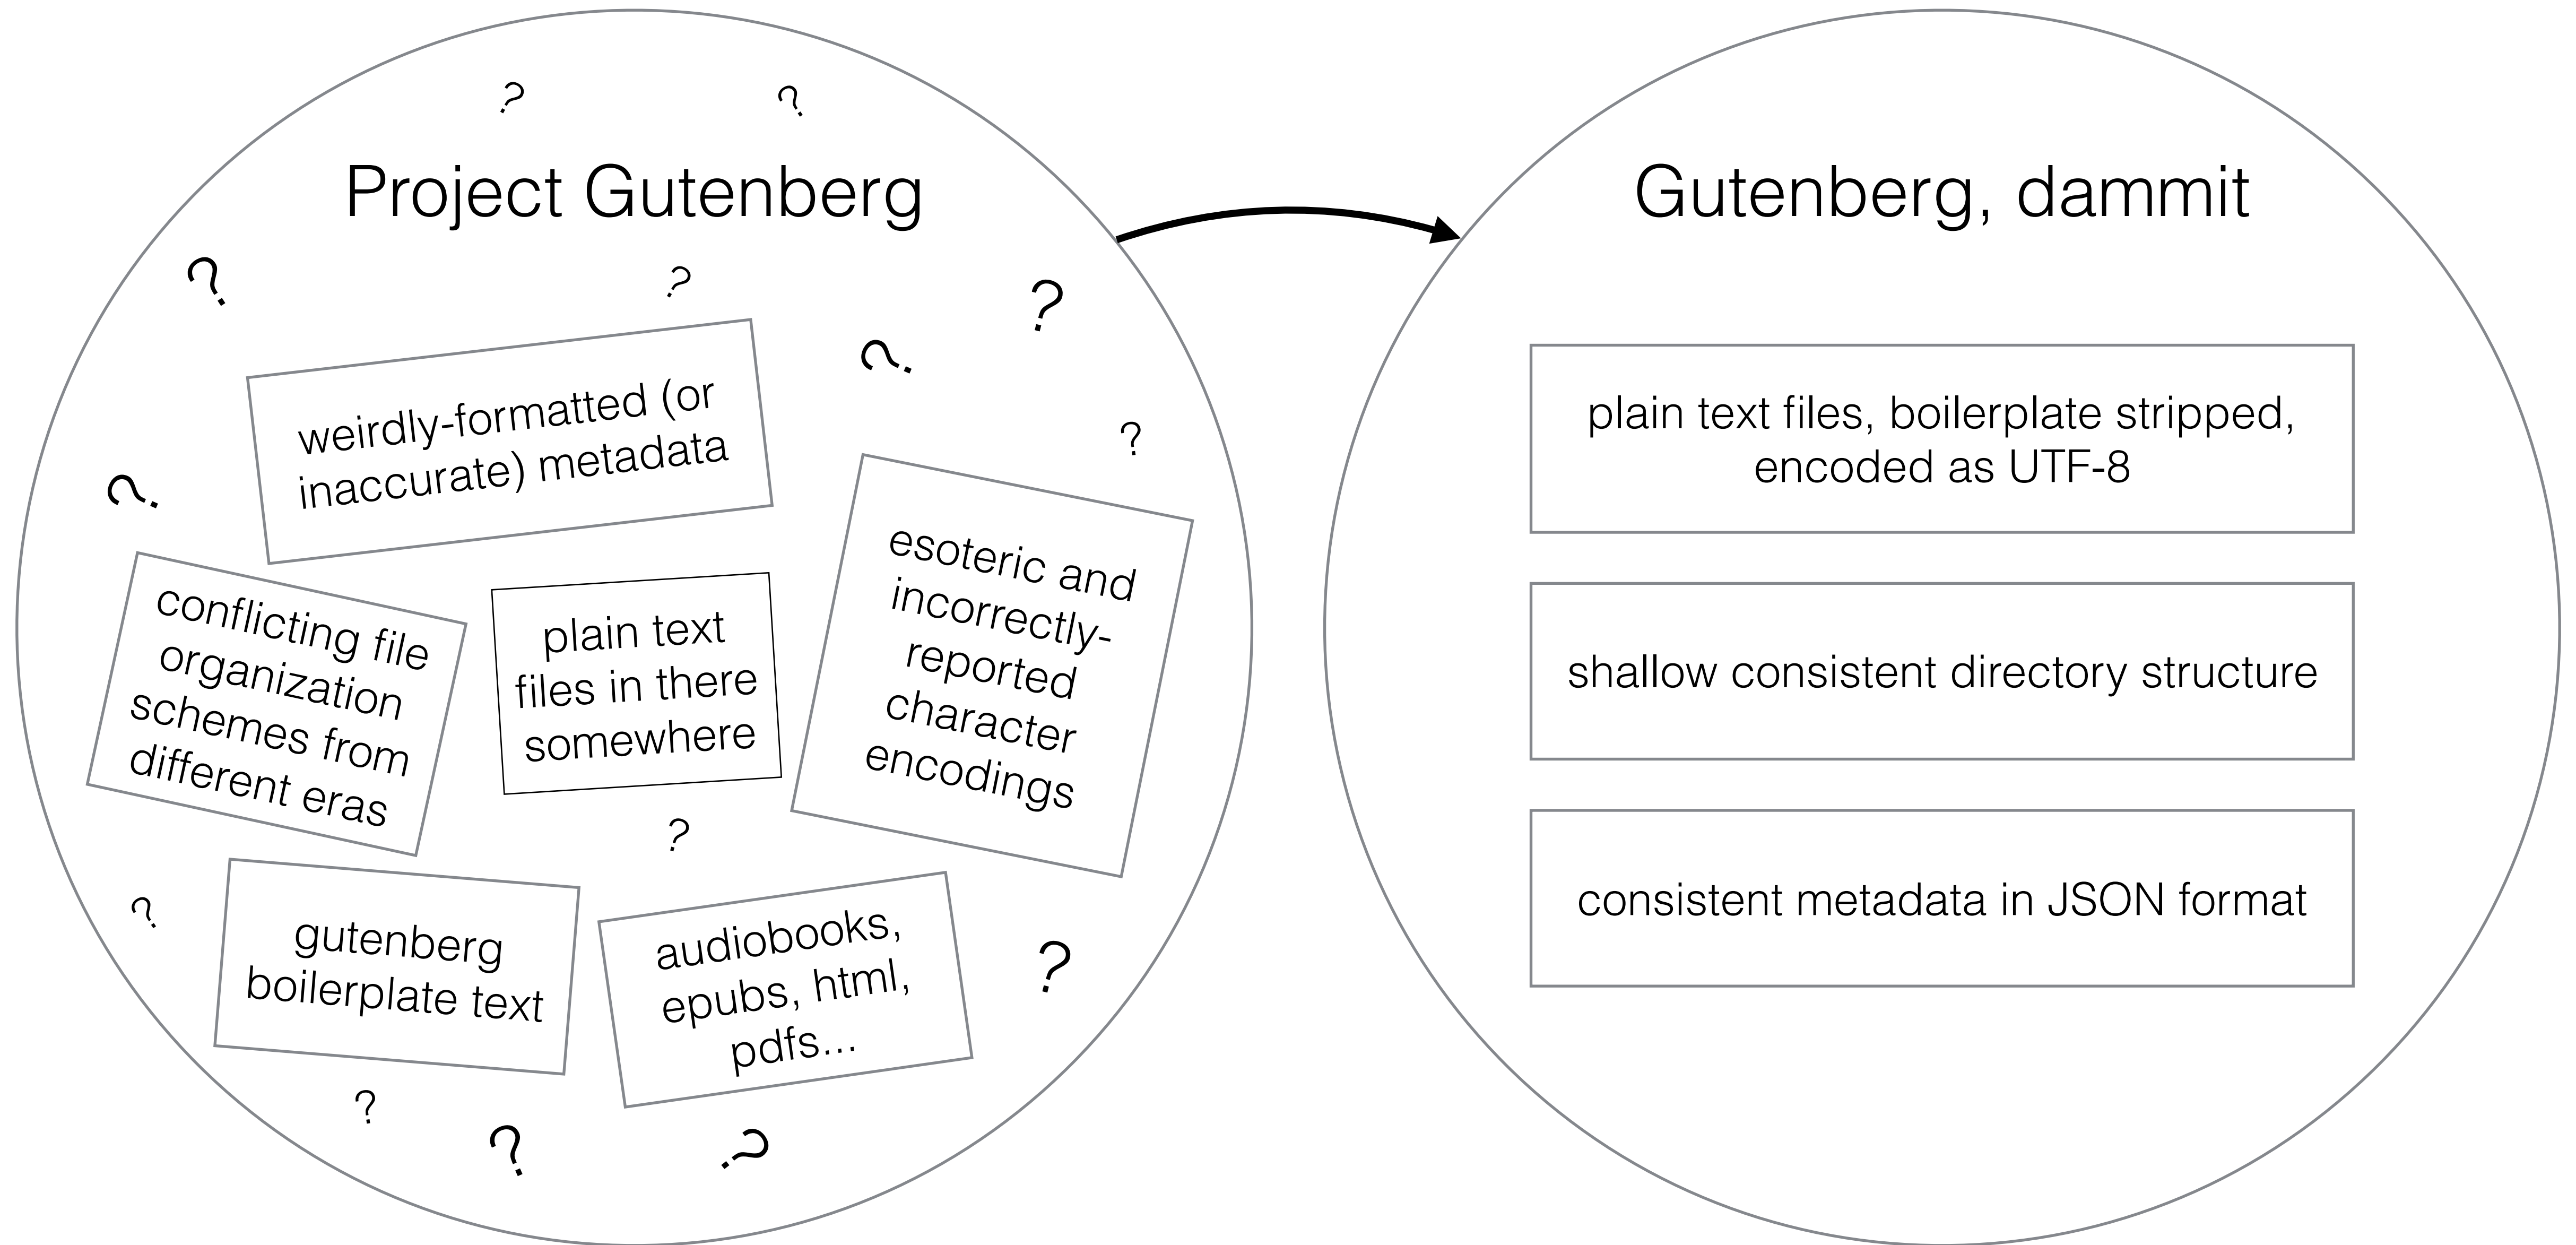 ?
?
Project Gutenberg
?
?
?
?
weirdly-formatted (or
inaccurate) metadata
?
?
conflicting file
organization
schemes from
different eras
plain text
files in there
somewhere
esoteric and
incorrectly-
reported
character
encodings
?
?
gutenberg
boilerplate text
audiobooks,
epubs, html,
pdfs...
?
?
?
?
Gutenberg, dammit
plain text files, boilerplate stripped,
encoded as UTF-8
shallow consistent directory structure
consistent metadata in JSON format